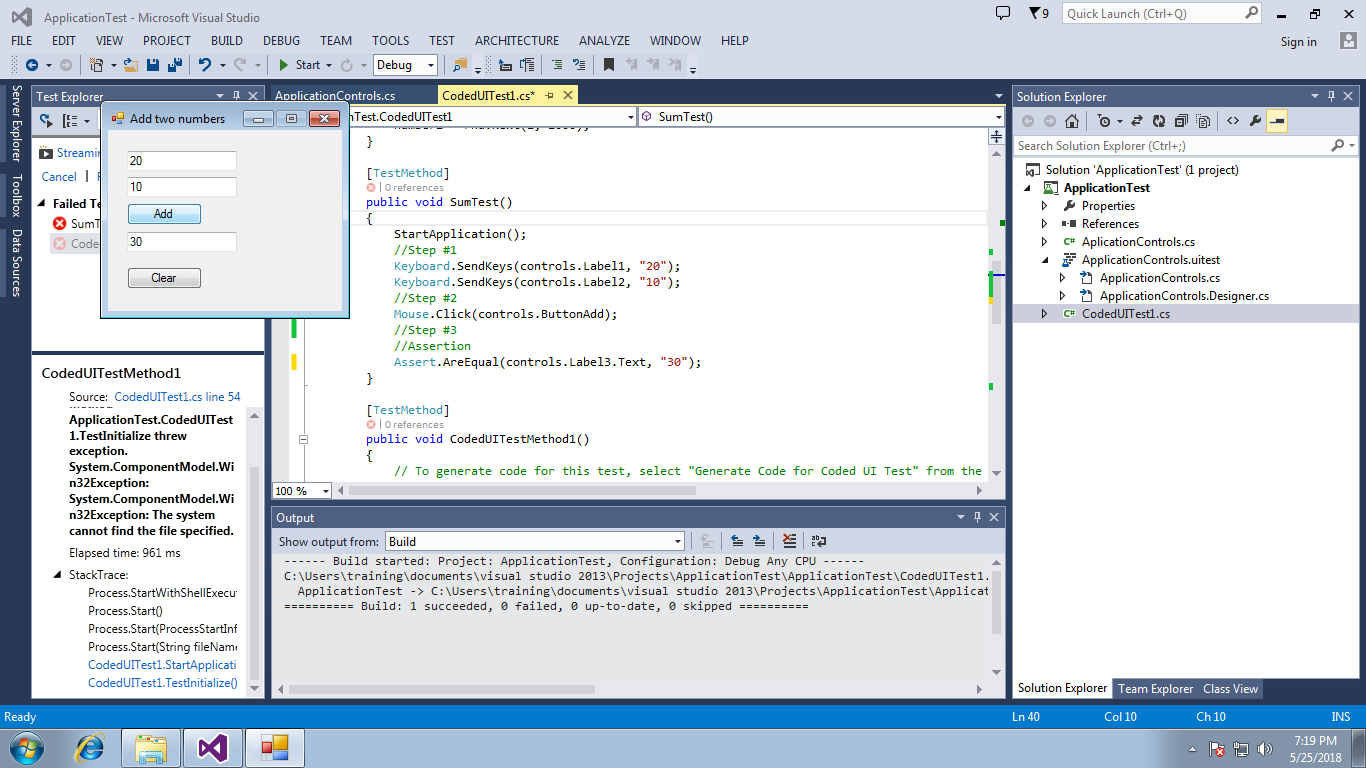 ApplicationTest - Microsoft Visual Studio
9
Quick Launch (Ctrl+Q)
FILE EDIT VIEW PROJECT BUILD DEBUG TEAM TOOLS TEST ARCHITECTURE ANALYZE WINDOW HELP
Sign in
Start
Debug
Server Explorer
Toolbox
Data Sources
Test Explorer
Streamin
Cancel
Failed Te
SumT
Coded
Add two numbers
20
10
Add
30
Clear
CodedUITestMethod1
Source: CodedUITest1.cs line 54
ApplicationTest.CodedUITest
1.TestInitialize threw
exception.
System.ComponentModel.Wi
n32Exception:
System.ComponentModel.Wi
n32Exception: The system
cannot find the file specified.
Elapsed time: 961 ms
StackTrace:
Process.StartWithShellExecut
Process.Start()
Process.Start(ProcessStartInf
Process.Start(String fileName
CodedUITest1.StartApplicati
CodedUITest1.TestInitialize()
ApplicationControls.cs
CodedUITest1.cs*
nTest.CodedUITest1
SumTest()
}
[TestMethod]
0 references
public void SumTest()
{
StartApplication();
//Step #1
Keyboard.SendKeys(controls.Label1, "20");
Keyboard.SendKeys(controls.Label2, "10");
//Step #2
Mouse.Click(controls.ButtonAdd);
//Step #3
//Assertion
Assert.AreEqual(controls.Label3.Text, "30");
}
[TestMethod]
0 references
public void CodedUITestMethod1()
{
// To generate code for this test, select "Generate Code for Coded UI Test" from the
100 %
Output
Show output from: Build
------ Build started: Project: ApplicationTest, Configuration: Debug Any CPU ------
C:\Users\training\documents\visual studio 2013\Projects\ApplicationTest\ApplicationTest\CodedUITest1.
ApplicationTest -> C:\Users\training\documents\visual studio 2013\Projects\ApplicationTest\Applicat
========== Build: 1 succeeded, 0 failed, 0 up-to-date, 0 skipped ==========
Solution Explorer
Search Solution Explorer (Ctrl+;)
Solution 'ApplicationTest' (1 project)
ApplicationTest
Properties
References
AplicationControls.cs
ApplicationControls.uitest
ApplicationControls.cs
ApplicationControls.Designer.cs
CodedUITest1.cs
Solution Explorer Team Explorer Class View
Ready
Ln 40 Col 10 Ch 10 INS
7:19 PM
5/25/2018